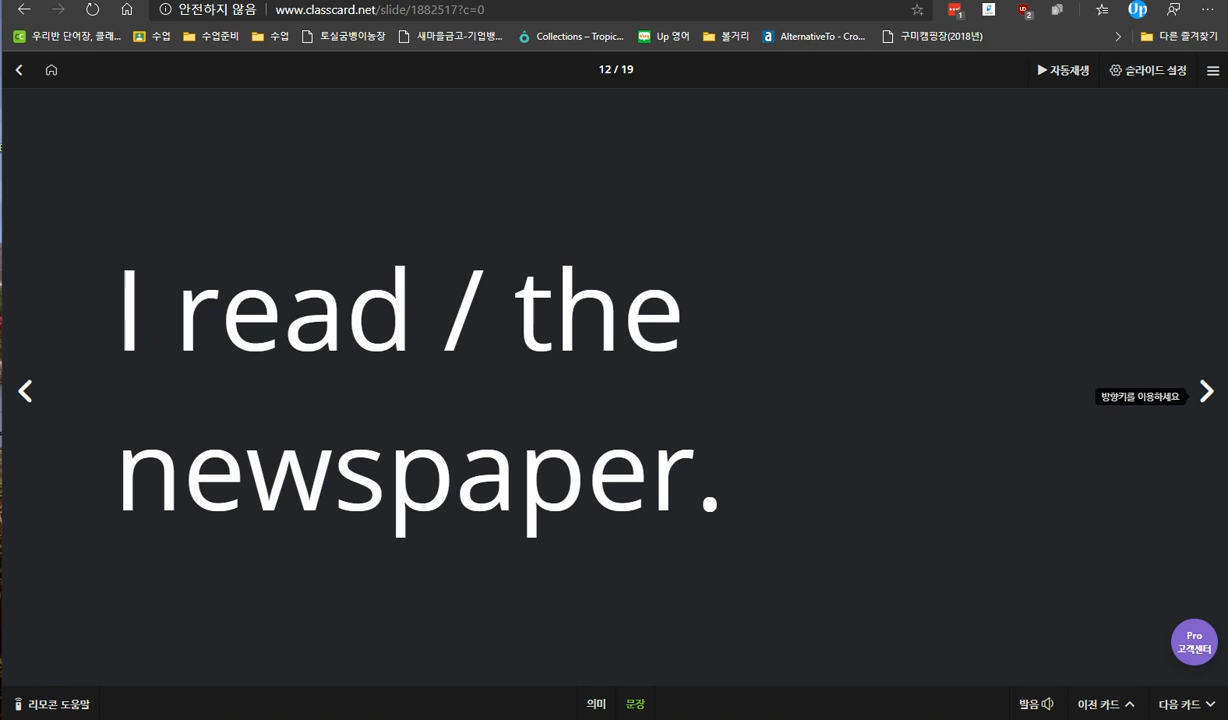 안전하지 않음 www.classcard.net/slide/1882517?c=0
1 2 Up
우리반 단어장, 클래... 수업 수업준비 수업 토실굼벵이농장 새마을금고-기업뱅... Collections – Tropic... Up 영어 볼거리 a AlternativeTo - Cro... 구미캠핑장(2018년) 다른 즐겨찾기
12 / 19 자동재생 슬라이드 설정
I read / the
방향키를 이용하세요
newspaper.
Pro
고객센터
리모콘 도움말 의미 문장 발음 이전 카드 다음 카드